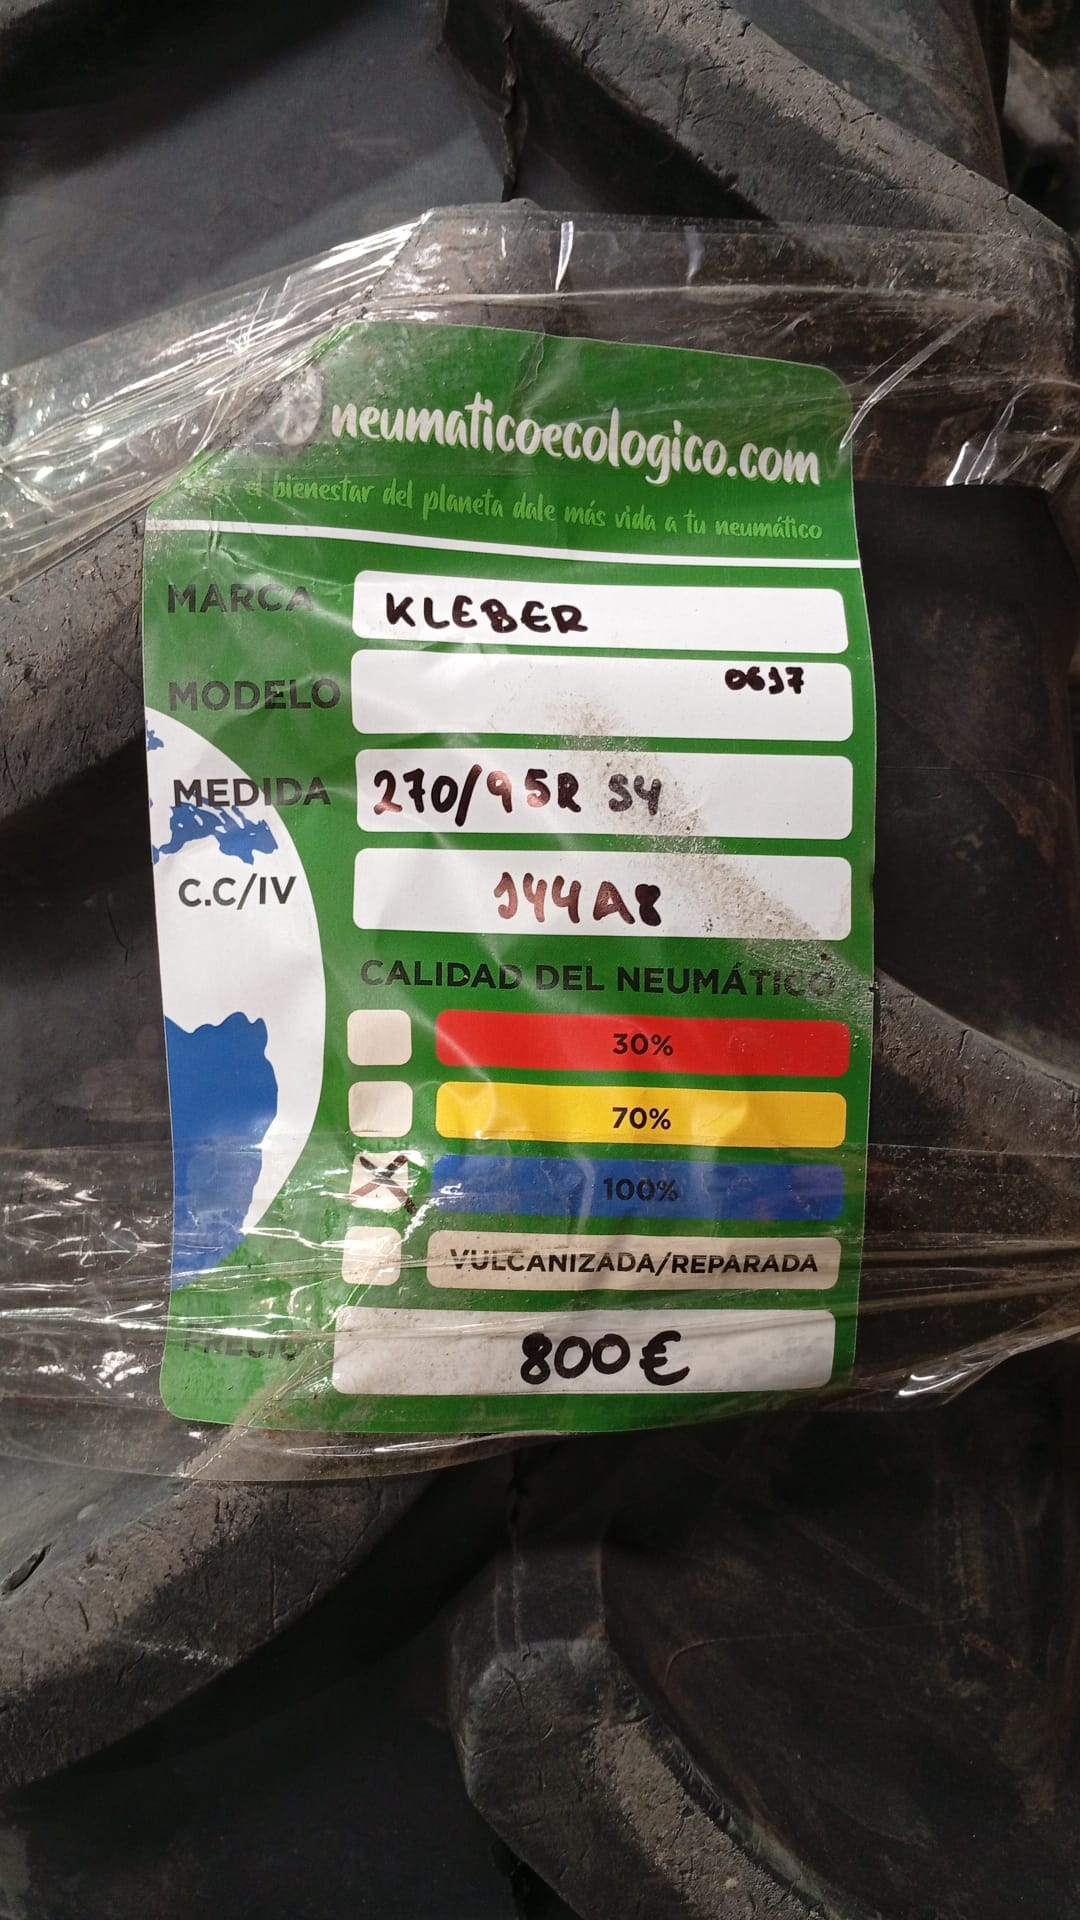 neumaticoecologico.com
el bienestar del planeta dale más vida a tu neumático
MARCA KLEBER
MODELO 0617
MEDIDA 270/95R 54
C.C/IV 144A8
CALIDAD DEL NEUMÁTICO
30%
70%
X 100%
VULCANIZADA/REPARADA
PRECIO 800€